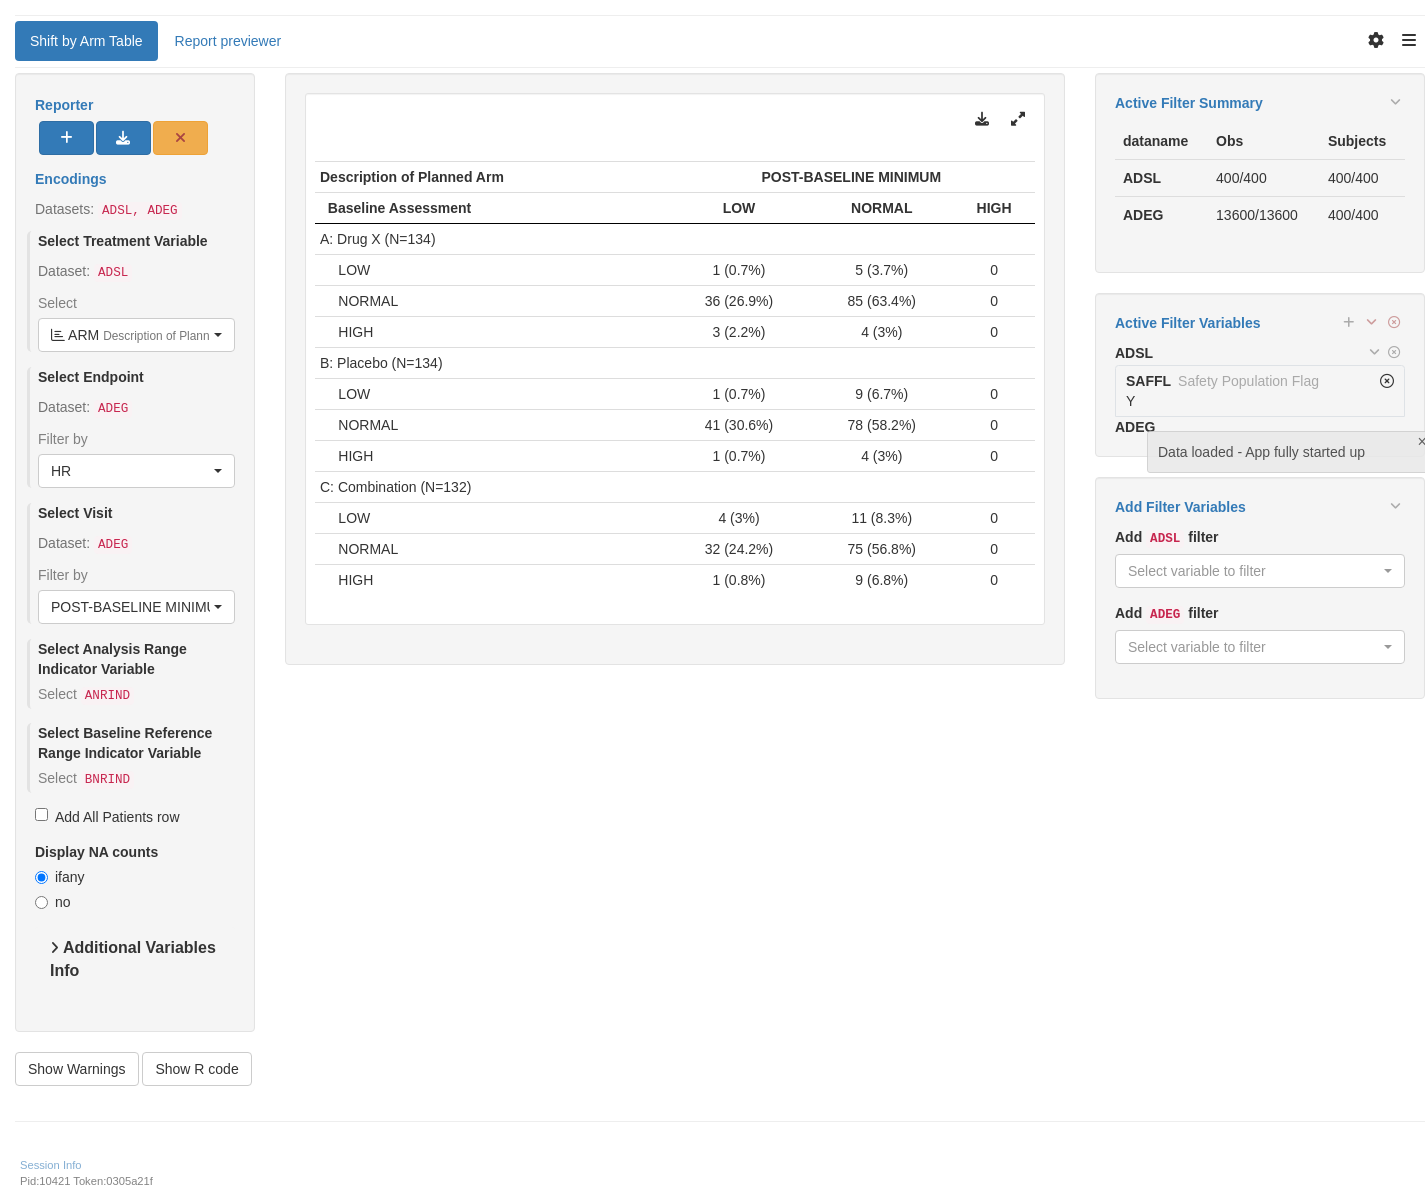 Shift by Arm Table Report previewer
Reporter
Encodings
Datasets: ADSL, ADEG
Select Treatment Variable
Dataset: ADSL
Select
ARM Description of Plann
Select Endpoint
Dataset: ADEG
Filter by
HR
Select Visit
Dataset: ADEG
Filter by
POST-BASELINE MINIMU
Select Analysis Range
Indicator Variable
Select ANRIND
Select Baseline Reference
Range Indicator Variable
Select BNRIND
Add All Patients row
Display NA counts
ifany
no
Additional Variables
Info
Show Warnings Show R code
Description of Planned Arm POST-BASELINE MINIMUM
Baseline Assessment LOW NORMAL HIGH
A: Drug X (N=134)
LOW 1 (0.7%) 5 (3.7%) 0
NORMAL 36 (26.9%) 85 (63.4%) 0
HIGH 3 (2.2%) 4 (3%) 0
B: Placebo (N=134)
LOW 1 (0.7%) 9 (6.7%) 0
NORMAL 41 (30.6%) 78 (58.2%) 0
HIGH 1 (0.7%) 4 (3%) 0
C: Combination (N=132)
LOW 4 (3%) 11 (8.3%) 0
NORMAL 32 (24.2%) 75 (56.8%) 0
HIGH 1 (0.8%) 9 (6.8%) 0
Active Filter Summary
dataname Obs Subjects
ADSL 400/400 400/400
ADEG 13600/13600 400/400
Active Filter Variables
ADSL
SAFFL Safety Population Flag
Y
ADEG
Data loaded - App fully started up
Add Filter Variables
Add ADSL filter
Select variable to filter
Add ADEG filter
Select variable to filter
Session Info
Pid:10421 Token:0305a21f